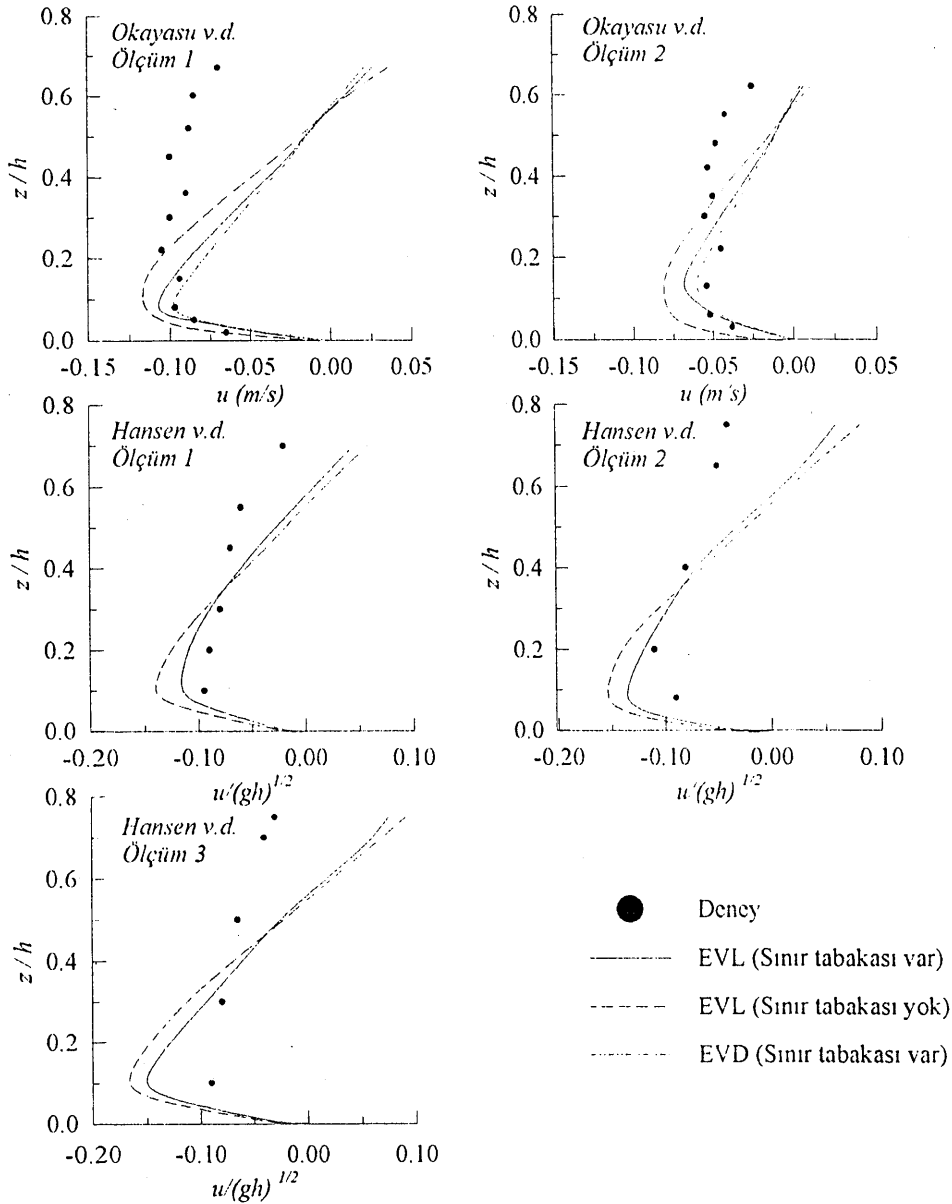 Okayasu v.d.
Ölçüm 1
0.8
0.6
0.4
0.2
0.0
z / h
-0.15 -0.10 -0.05 0.00 0.05
u (m/s)
Okayasu v.d.
Ölçüm 2
0.8
0.6
0.4
0.2
0.0
z / h
-0.15 -0.10 -0.05 0.00 0.05
u (m/s)
Hansen v.d.
Ölçüm 1
0.8
0.6
0.4
0.2
0.0
z / h
-0.20 -0.10 0.00 0.10
u/(gh)^1/2
Hansen v.d.
Ölçüm 2
0.8
0.6
0.4
0.2
0.0
z / h
-0.20 -0.10 0.00 0.10
u/(gh)^1/2
Hansen v.d.
Ölçüm 3
0.8
0.6
0.4
0.2
0.0
z / h
-0.20 -0.10 0.00 0.10
u/(gh)^1/2
Deney
EVL (Sınır tabakası var)
EVL (Sınır tabakası yok)
EVD (Sınır tabakası var)